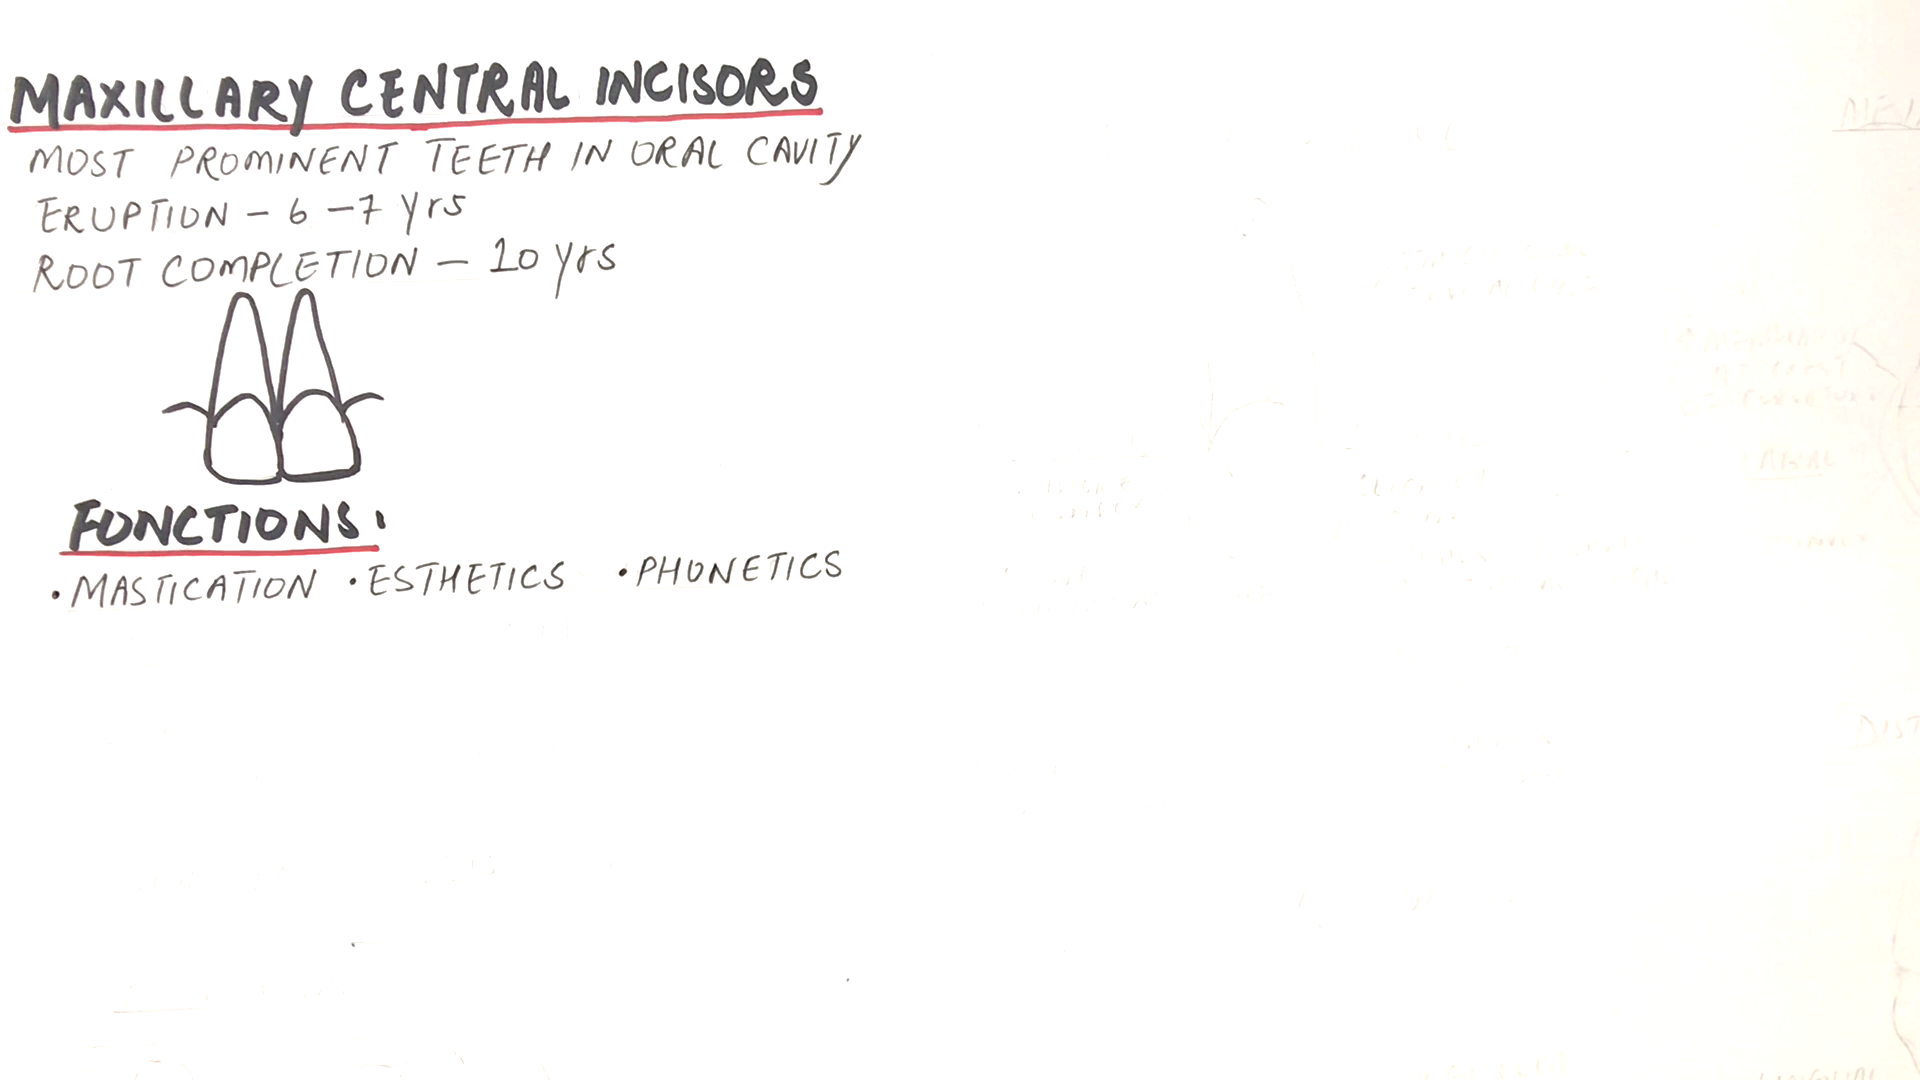 MAXILLARY CENTRAL INCISORS
MOST PROMINENT TEETH IN ORAL CAVITY
ERUPTION - 6 - 7 yrs
ROOT COMPLETION - 10 yrs
FUNCTIONS:
• MASTICATION • ESTHETICS • PHONETICS